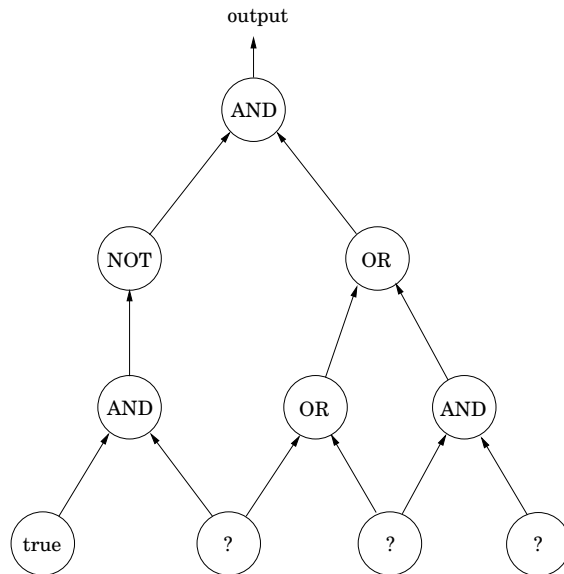 output
AND
NOT OR
AND OR AND
true ? ? ?